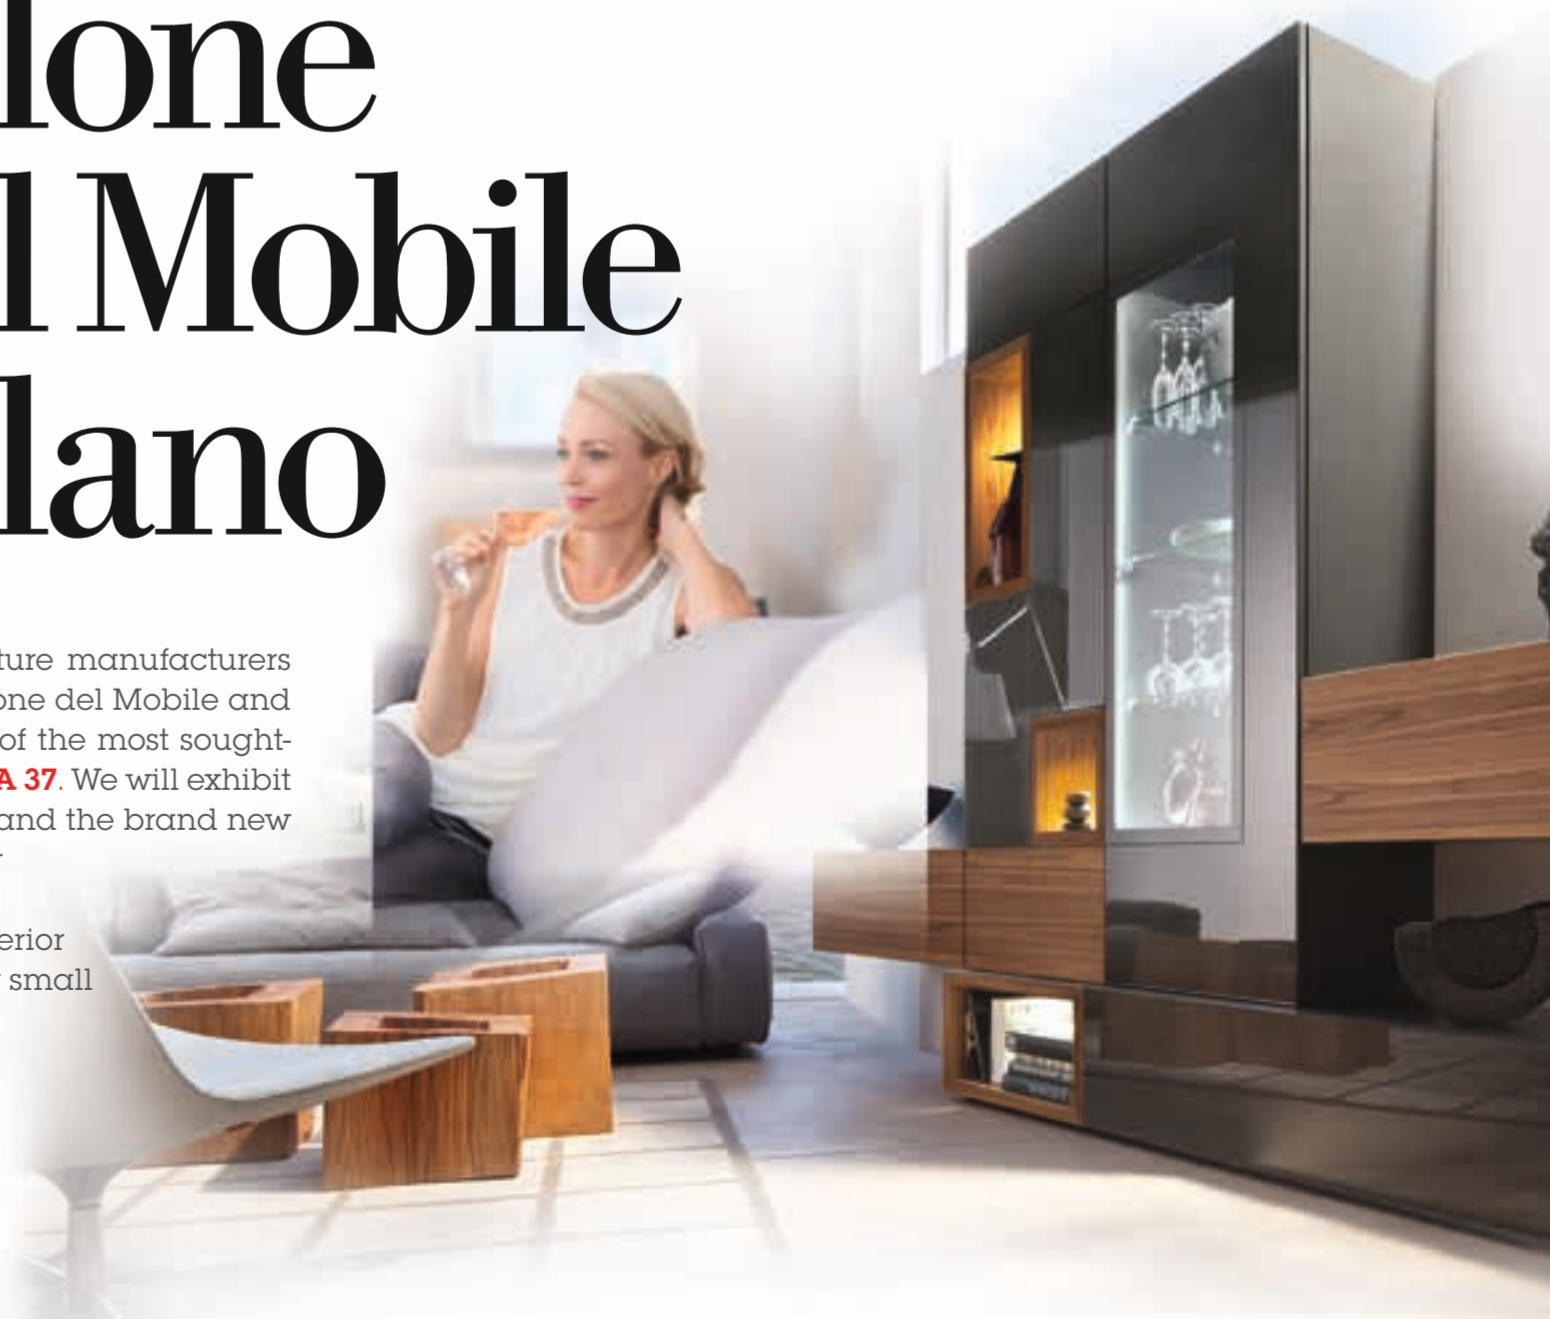 lone
l Mobile
lano
ture manufacturers
one del Mobile and
of the most sought-
A 37. We will exhibit
and the brand new
erior
small